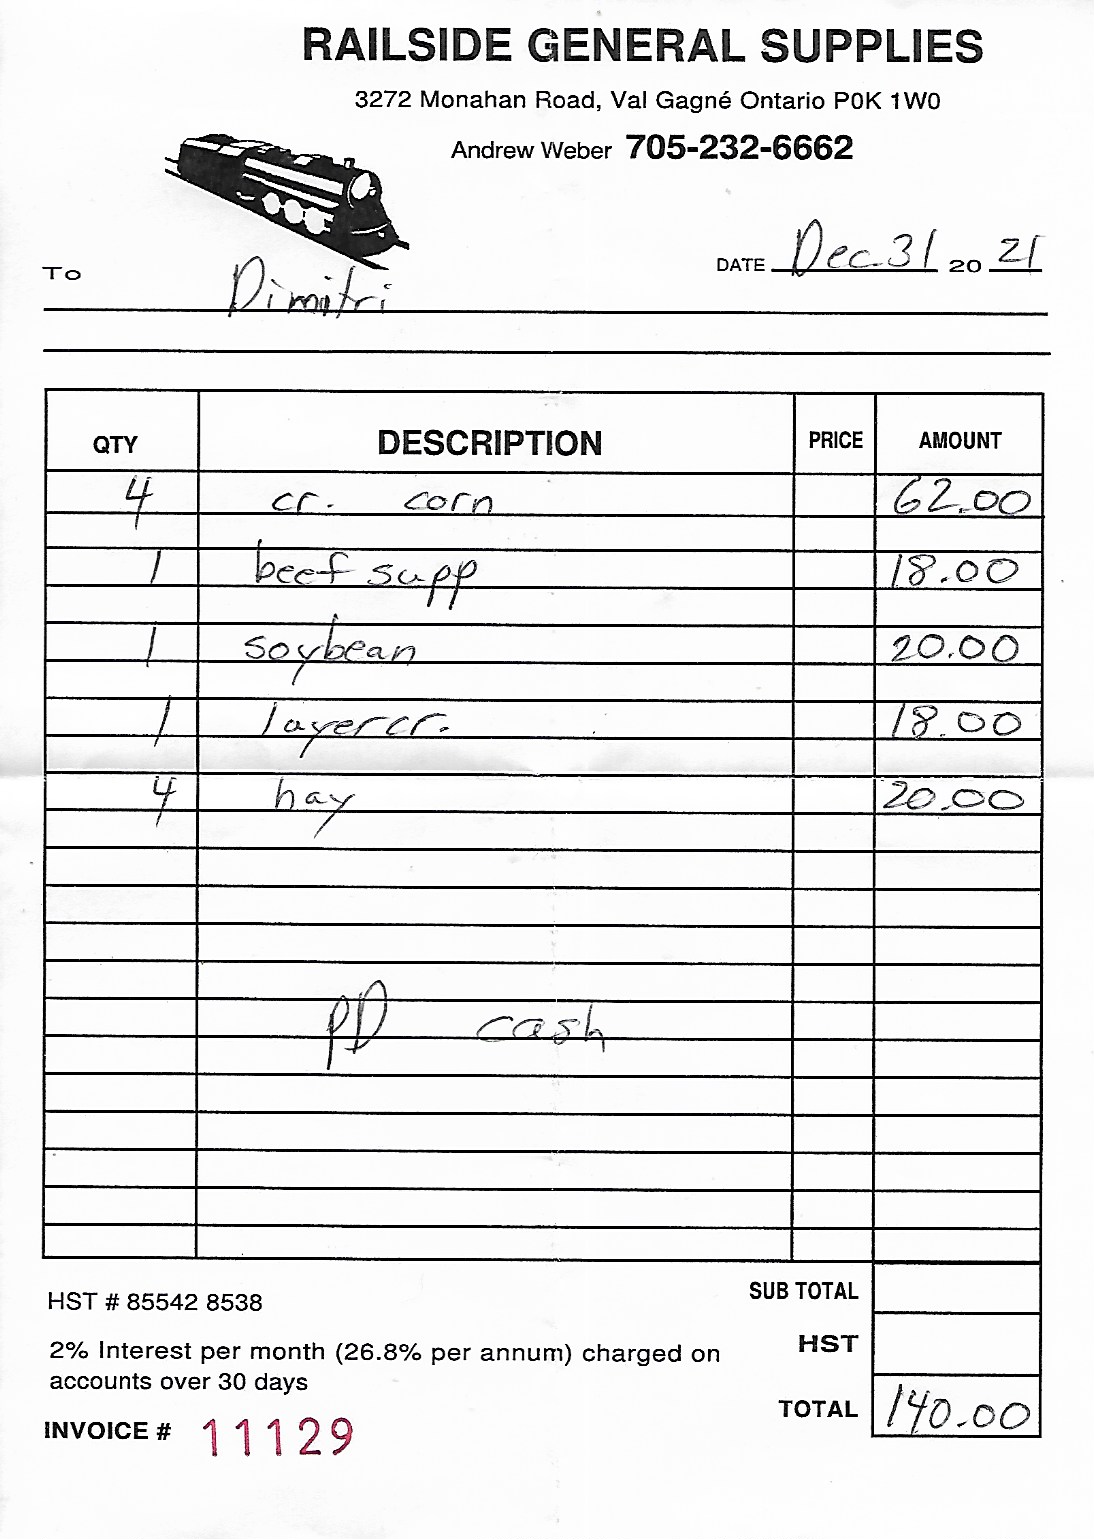 RAILSIDE GENERAL SUPPLIES
3272 Monahan Road, Val Gagné Ontario P0K 1W0
Andrew Weber 705-232-6662
DATE Dec. 31 20 21
To Dimitri
QTY DESCRIPTION PRICE AMOUNT
4 cr. corn 62.00
1 beef supp 18.00
1 soybean 20.00
1 layer cr. 18.00
4 hay 20.00
PD cash
SUB TOTAL
HST # 85542 8538
HST
2% Interest per month (26.8% per annum) charged on
accounts over 30 days
TOTAL 140.00
INVOICE # 11129